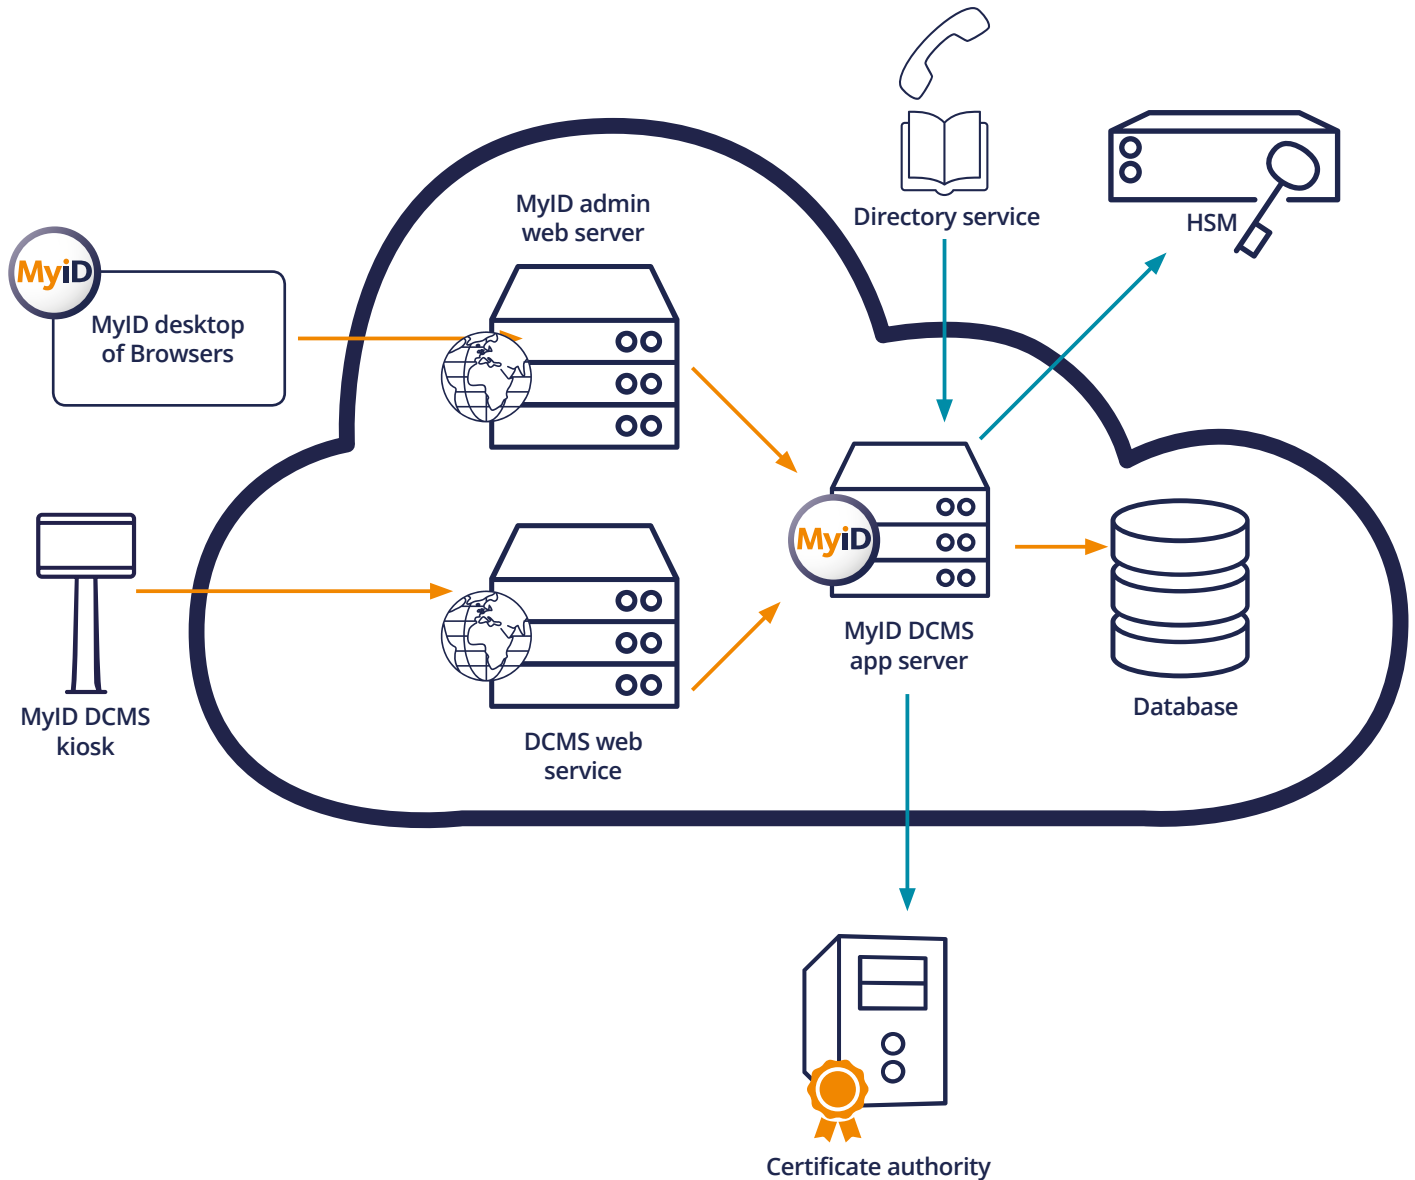 Directory service
HSM
MyID admin
web server
MyiD
MyID desktop
of Browsers
MyiD
MyID DCMS
app server
MyID DCMS
kiosk
DCMS web
service
Database
Certificate authority